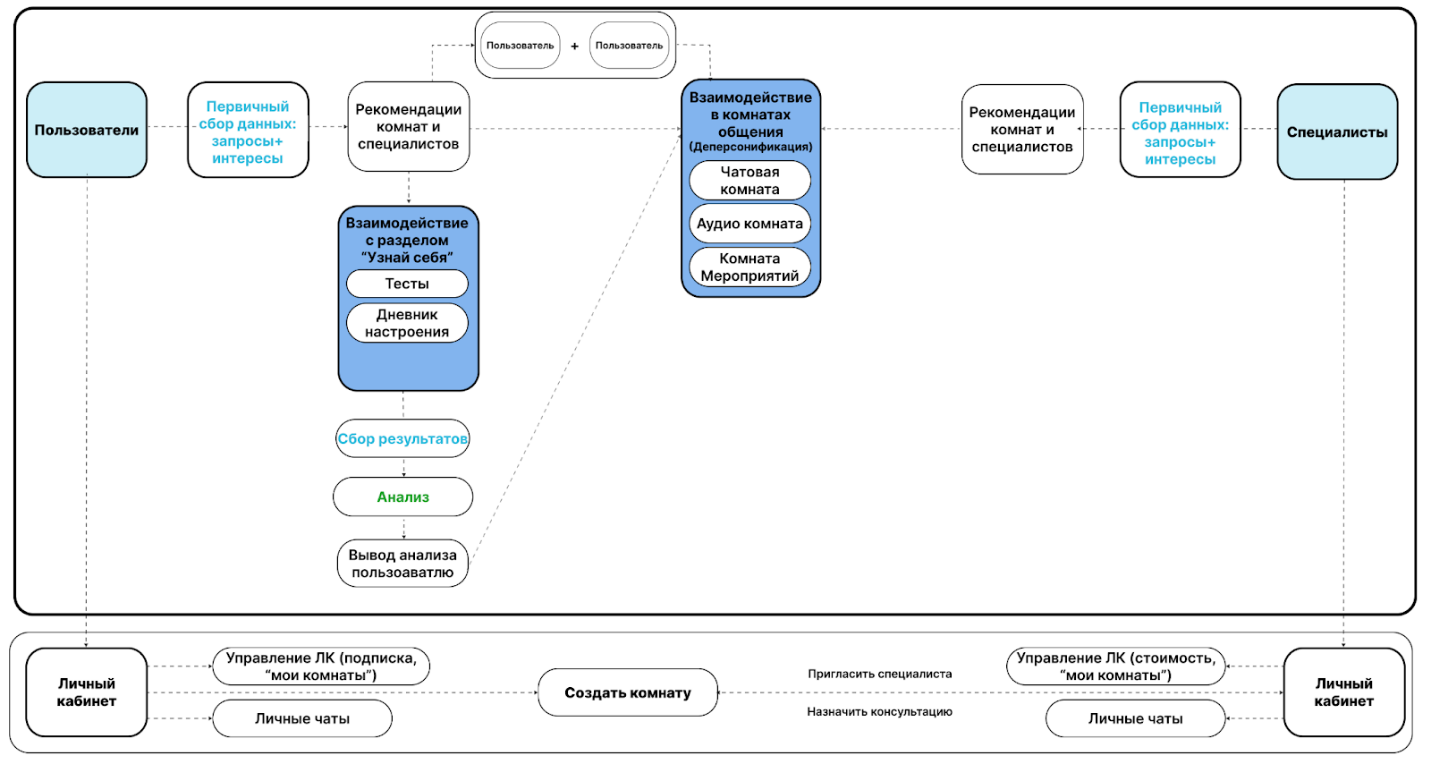 Пользователь
+
Пользователь
Пользователи
Первичный
сбор данных:
запросы+
интересы
Рекомендации
комнат и
специалистов
Взаимодействие
в комнатах
общения
(Деперсонификация)
Чатовая
комната
Аудио комната
Комната
Мероприятий
Рекомендации
комнат и
специалистов
Первичный
сбор данных:
запросы+
интересы
Специалисты
Взаимодействие
с разделом
“Узнай себя”
Тесты
Дневник
настроения
Сбор результатов
Анализ
Вывод анализа
пользоаватлю
Личный
кабинет
Управление ЛК (подписка,
“мои комнаты”)
Личные чаты
Создать комнату
Пригласить специалиста
Назначить консультацию
Управление ЛК (стоимость,
“мои комнаты”)
Личные чаты
Личный
кабинет